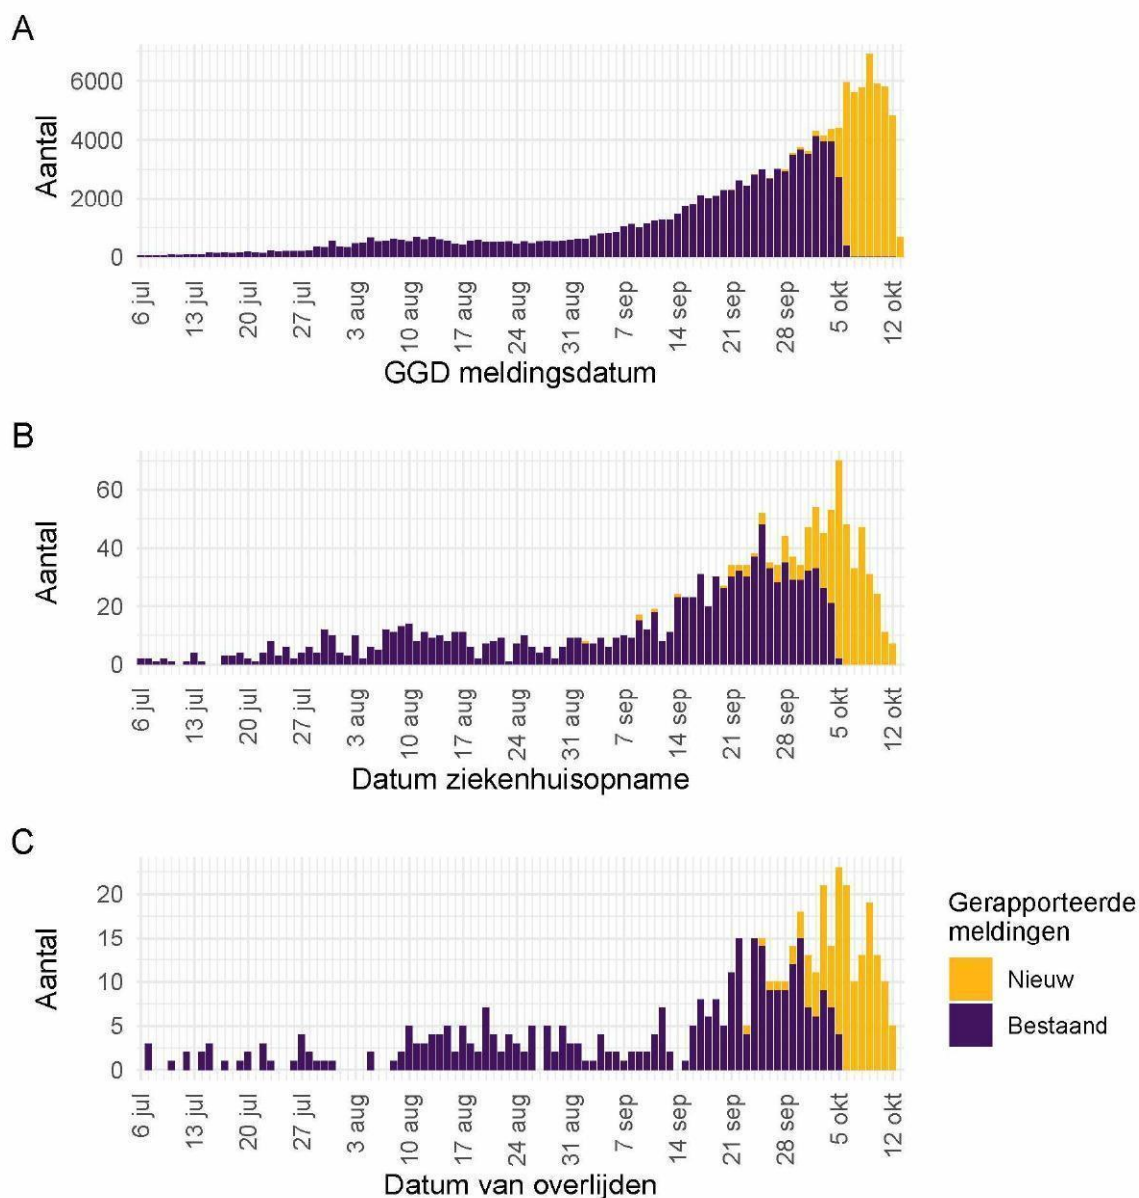 A
Aantal
6000
4000
2000
0
6 jul
13 jul
20 jul
27 jul
3 aug
10 aug
17 aug
24 aug
31 aug
7 sep
14 sep
21 sep
28 sep
5 okt
12 okt
GGD meldingsdatum
B
Aantal
60
40
20
0
6 jul
13 jul
20 jul
27 jul
3 aug
10 aug
17 aug
24 aug
31 aug
7 sep
14 sep
21 sep
28 sep
5 okt
12 okt
Datum ziekenhuisopname
C
Aantal
20
15
10
5
0
6 jul
13 jul
20 jul
27 jul
3 aug
10 aug
17 aug
24 aug
31 aug
7 sep
14 sep
21 sep
28 sep
5 okt
12 okt
Datum van overlijden
Gerapporteerde
meldingen
Nieuw
Bestaand